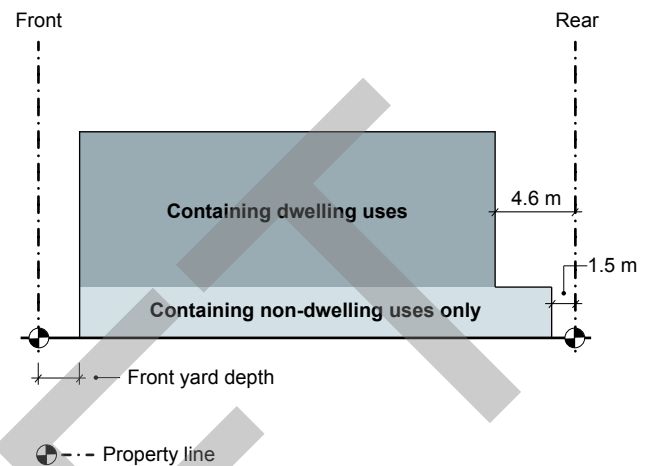 Front
Rear
Containing dwelling uses
4.6 m
1.5 m
Containing non-dwelling uses only
Front yard depth
Property line